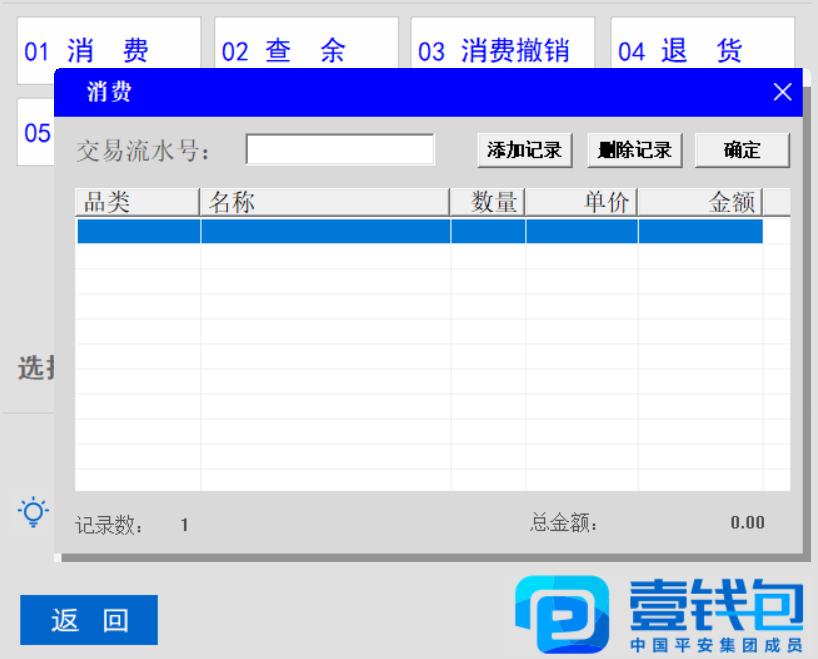 01 消 费 02 查 余 03 消费撤销 04 退 货
消费
05
交易流水号: 添加记录 删除记录 确定
品类 名称 数量 单价 金额
选择
记录数: 1 总金额: 0.00
返 回
壹钱包
中国平安集团成员